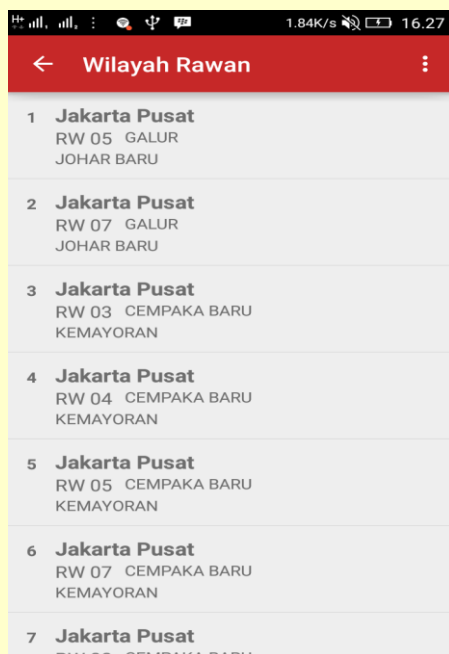 1.84K/s 16.27
Wilayah Rawan
1 Jakarta Pusat
RW 05 GALUR
JOHAR BARU
2 Jakarta Pusat
RW 07 GALUR
JOHAR BARU
3 Jakarta Pusat
RW 03 CEMPAKA BARU
KEMAYORAN
4 Jakarta Pusat
RW 04 CEMPAKA BARU
KEMAYORAN
5 Jakarta Pusat
RW 05 CEMPAKA BARU
KEMAYORAN
6 Jakarta Pusat
RW 07 CEMPAKA BARU
KEMAYORAN
7 Jakarta Pusat